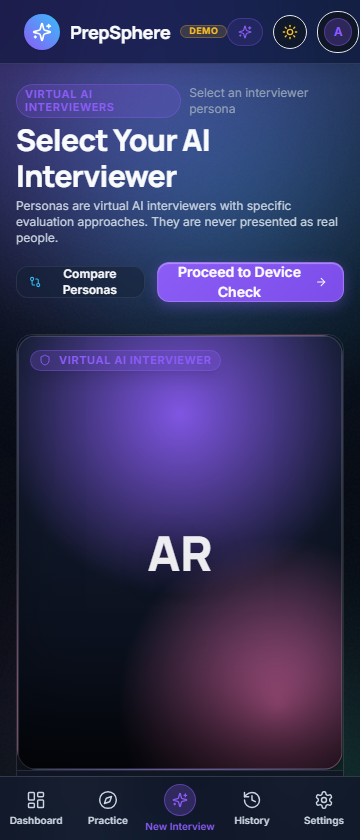 PrepSphere DEMO A
VIRTUAL AI
INTERVIEWERS
Select an interviewer
persona
Select Your AI
Interviewer
Personas are virtual AI interviewers with specific
evaluation approaches. They are never presented as real
people.
Compare
Personas
Proceed to Device
Check
VIRTUAL AI INTERVIEWER
AR
Dashboard Practice New Interview History Settings